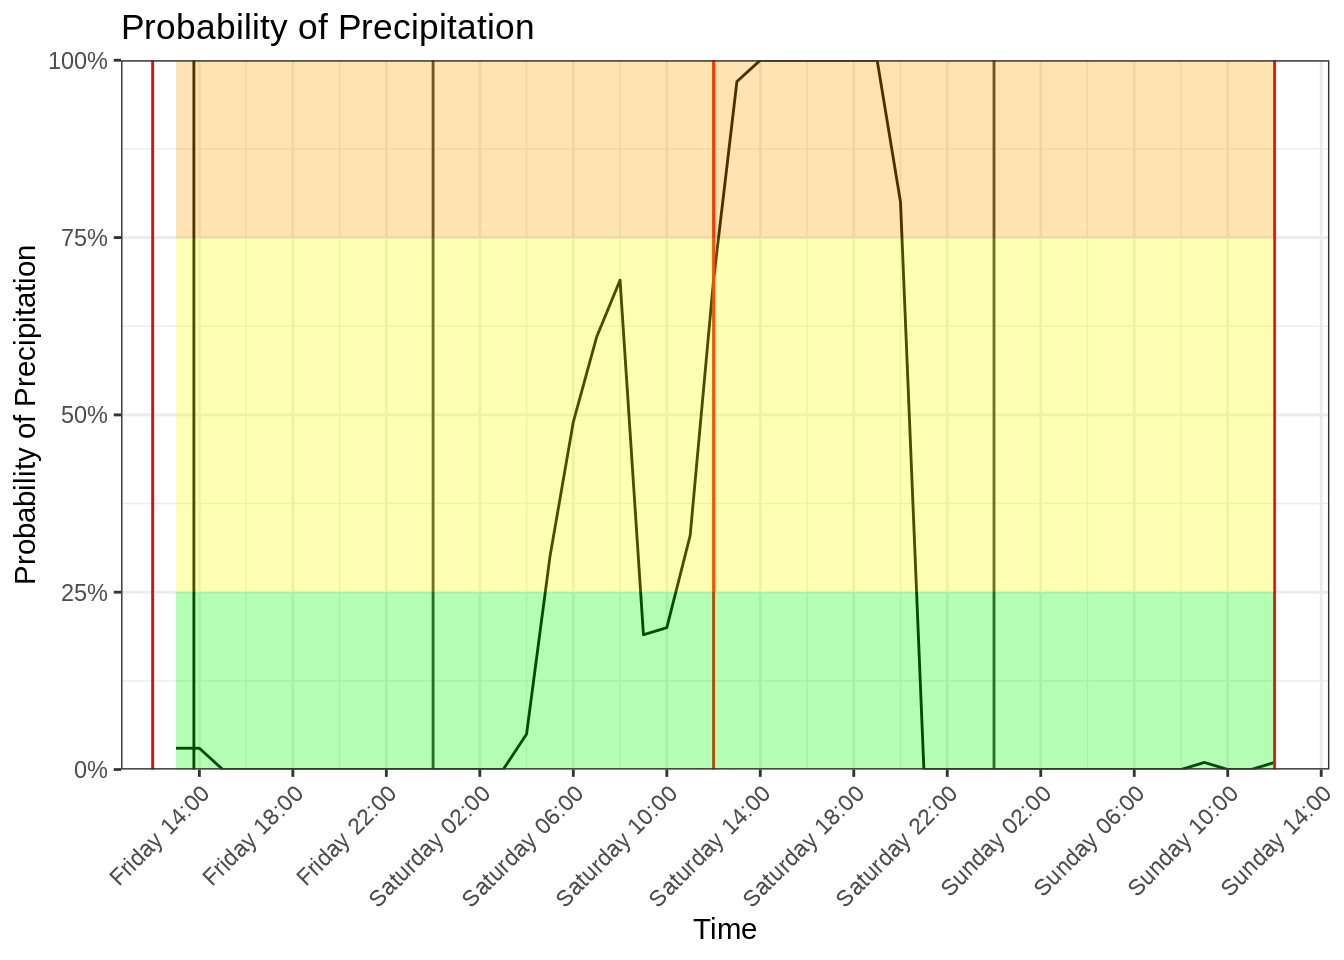 Probability of Precipitation
Probability of Precipitation
100%
75%
50%
25%
0%
Friday 14:00
Friday 18:00
Friday 22:00
Saturday 02:00
Saturday 06:00
Saturday 10:00
Saturday 14:00
Saturday 18:00
Saturday 22:00
Sunday 02:00
Sunday 06:00
Sunday 10:00
Sunday 14:00
Time